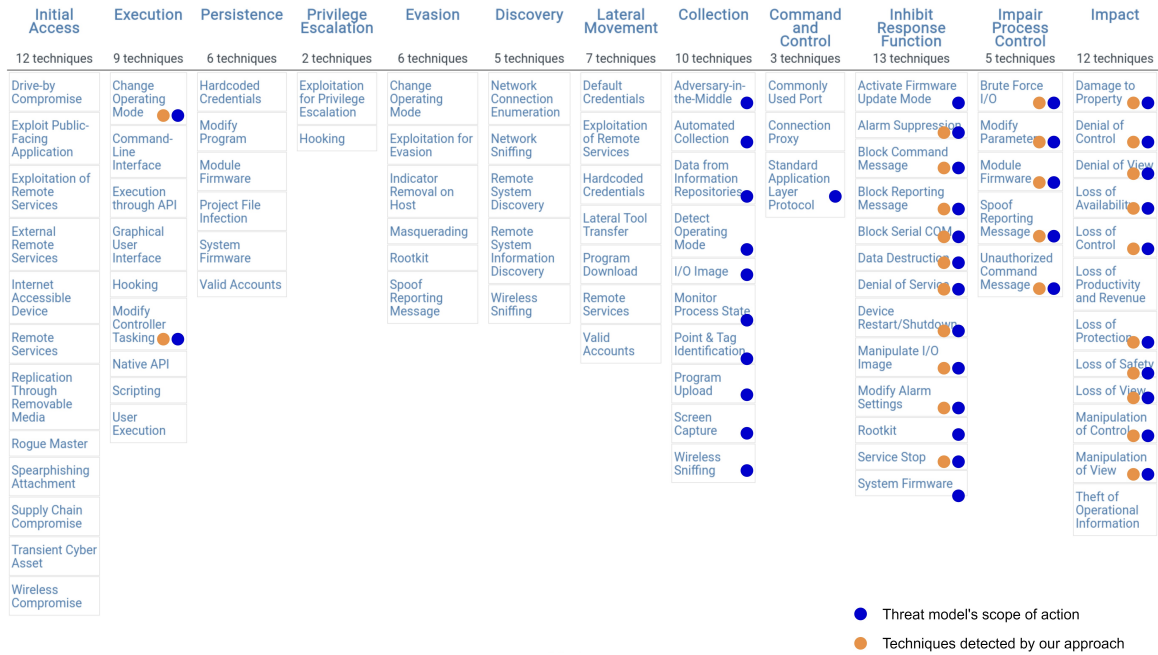 Initial
Access
12 techniques
Drive-by
Compromise
Exploit Public-
Facing
Application
Exploitation of
Remote
Services
External
Remote
Services
Internet
Accessible
Device
Remote
Services
Replication
Through
Removable
Media
Rogue Master
Spearphishing
Attachment
Supply Chain
Compromise
Transient Cyber
Asset
Wireless
Compromise
Execution
9 techniques
Change
Operating
Mode
Command-
Line
Interface
Execution
through API
Graphical
User
Interface
Hooking
Modify
Controller
Tasking
Native API
Scripting
User
Execution
Persistence
6 techniques
Hardcoded
Credentials
Modify
Program
Module
Firmware
Project File
Infection
System
Firmware
Valid Accounts
Privilege
Escalation
2 techniques
Exploitation
for Privilege
Escalation
Hooking
Evasion
6 techniques
Change
Operating
Mode
Exploitation for
Evasion
Indicator
Removal on
Host
Masquerading
Rootkit
Spoof
Reporting
Message
Discovery
5 techniques
Network
Connection
Enumeration
Network
Sniffing
Remote
System
Discovery
Remote
System
Information
Discovery
Wireless
Sniffing
Lateral
Movement
7 techniques
Default
Credentials
Exploitation
of Remote
Services
Hardcoded
Credentials
Lateral Tool
Transfer
Program
Download
Remote
Services
Valid
Accounts
Collection
10 techniques
Adversary-in-
the-Middle
Automated
Collection
Data from
Information
Repositories
Detect
Operating
Mode
I/O Image
Monitor
Process State
Point & Tag
Identification
Program
Upload
Screen
Capture
Wireless
Sniffing
Command
and
Control
3 techniques
Commonly
Used Port
Connection
Proxy
Standard
Application
Layer
Protocol
Inhibit
Response
Function
13 techniques
Activate Firmware
Update Mode
Alarm Suppression
Block Command
Message
Block Reporting
Message
Block Serial COM
Data Destruction
Denial of Service
Device
Restart/Shutdown
Manipulate I/O
Image
Modify Alarm
Settings
Rootkit
Service Stop
System Firmware
Impair
Process
Control
5 techniques
Brute Force
I/O
Modify
Parameter
Module
Firmware
Spoof
Reporting
Message
Unauthorized
Command
Message
Impact
12 techniques
Damage to
Property
Denial of
Control
Denial of View
Loss of
Availability
Loss of
Control
Loss of
Productivity
and Revenue
Loss of
Protection
Loss of Safety
Loss of View
Manipulation
of Control
Manipulation
of View
Theft of
Operational
Information
Threat model's scope of action
Techniques detected by our approach